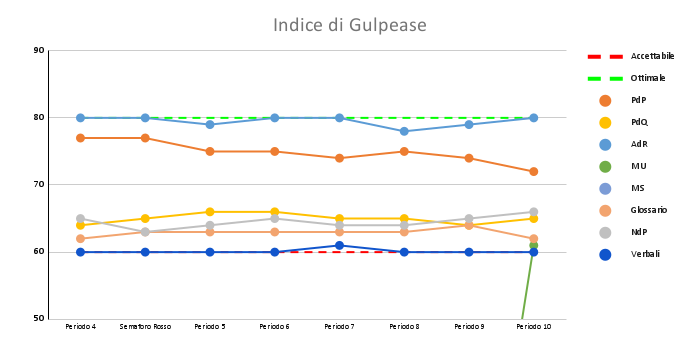 Indice di Gulpease
90
80
70
60
50
Periodo 4 Semaforo Rosso Periodo 5 Periodo 6 Periodo 7 Periodo 8 Periodo 9 Periodo 10
Accettabile
Ottimale
PdP
PdQ
AdR
MU
MS
Glossario
NdP
Verbali